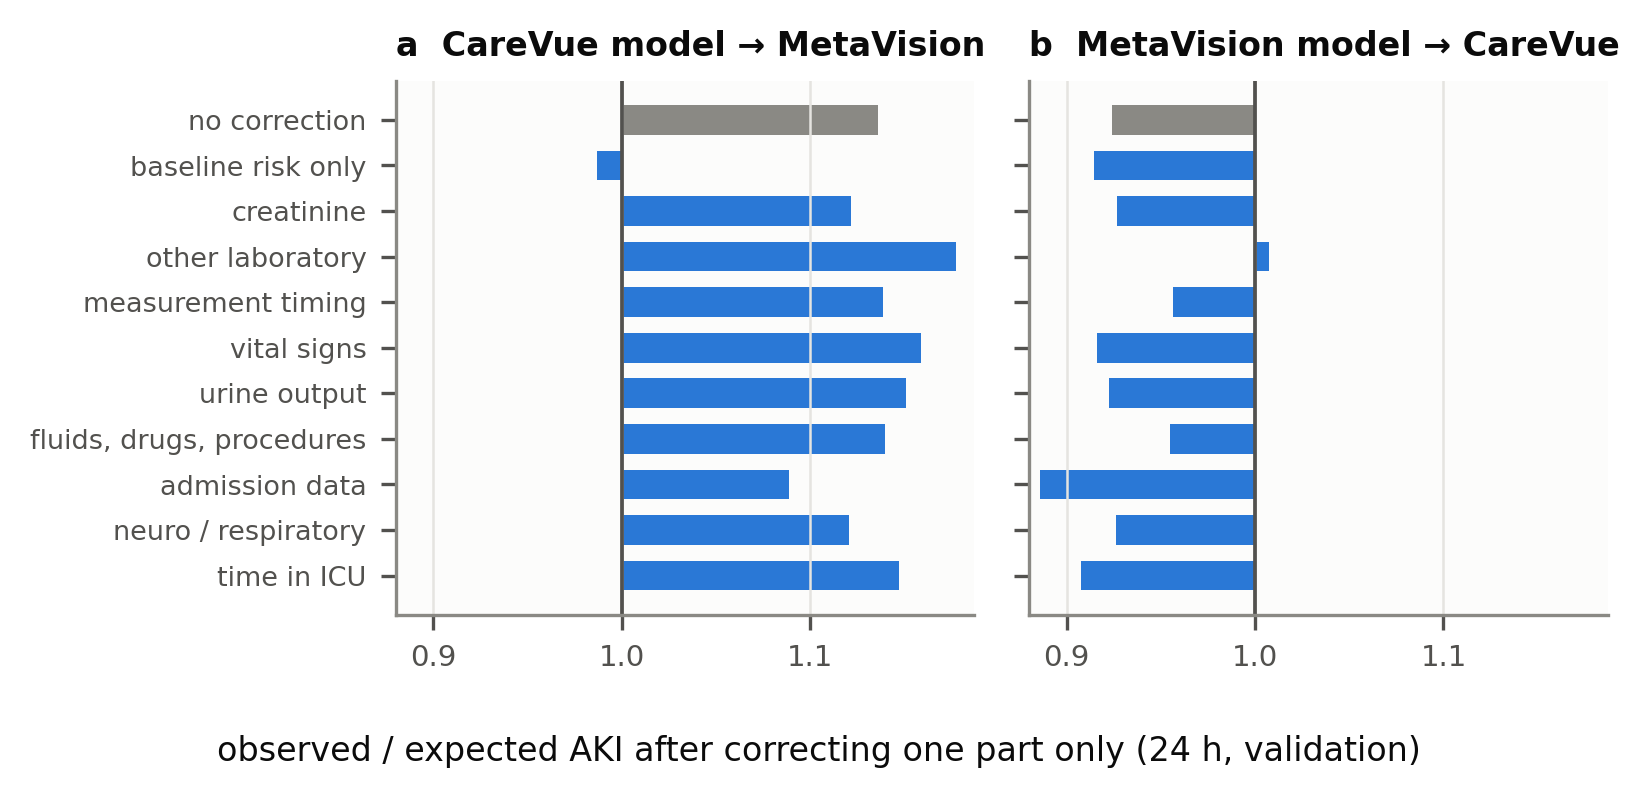 a  CareVue model → MetaVision
b  MetaVision model → CareVue
no correction
baseline risk only
creatinine
other laboratory
measurement timing
vital signs
urine output
fluids, drugs, procedures
admission data
neuro / respiratory
time in ICU
0.9 1.0 1.1
0.9 1.0 1.1
observed / expected AKI after correcting one part only (24 h, validation)